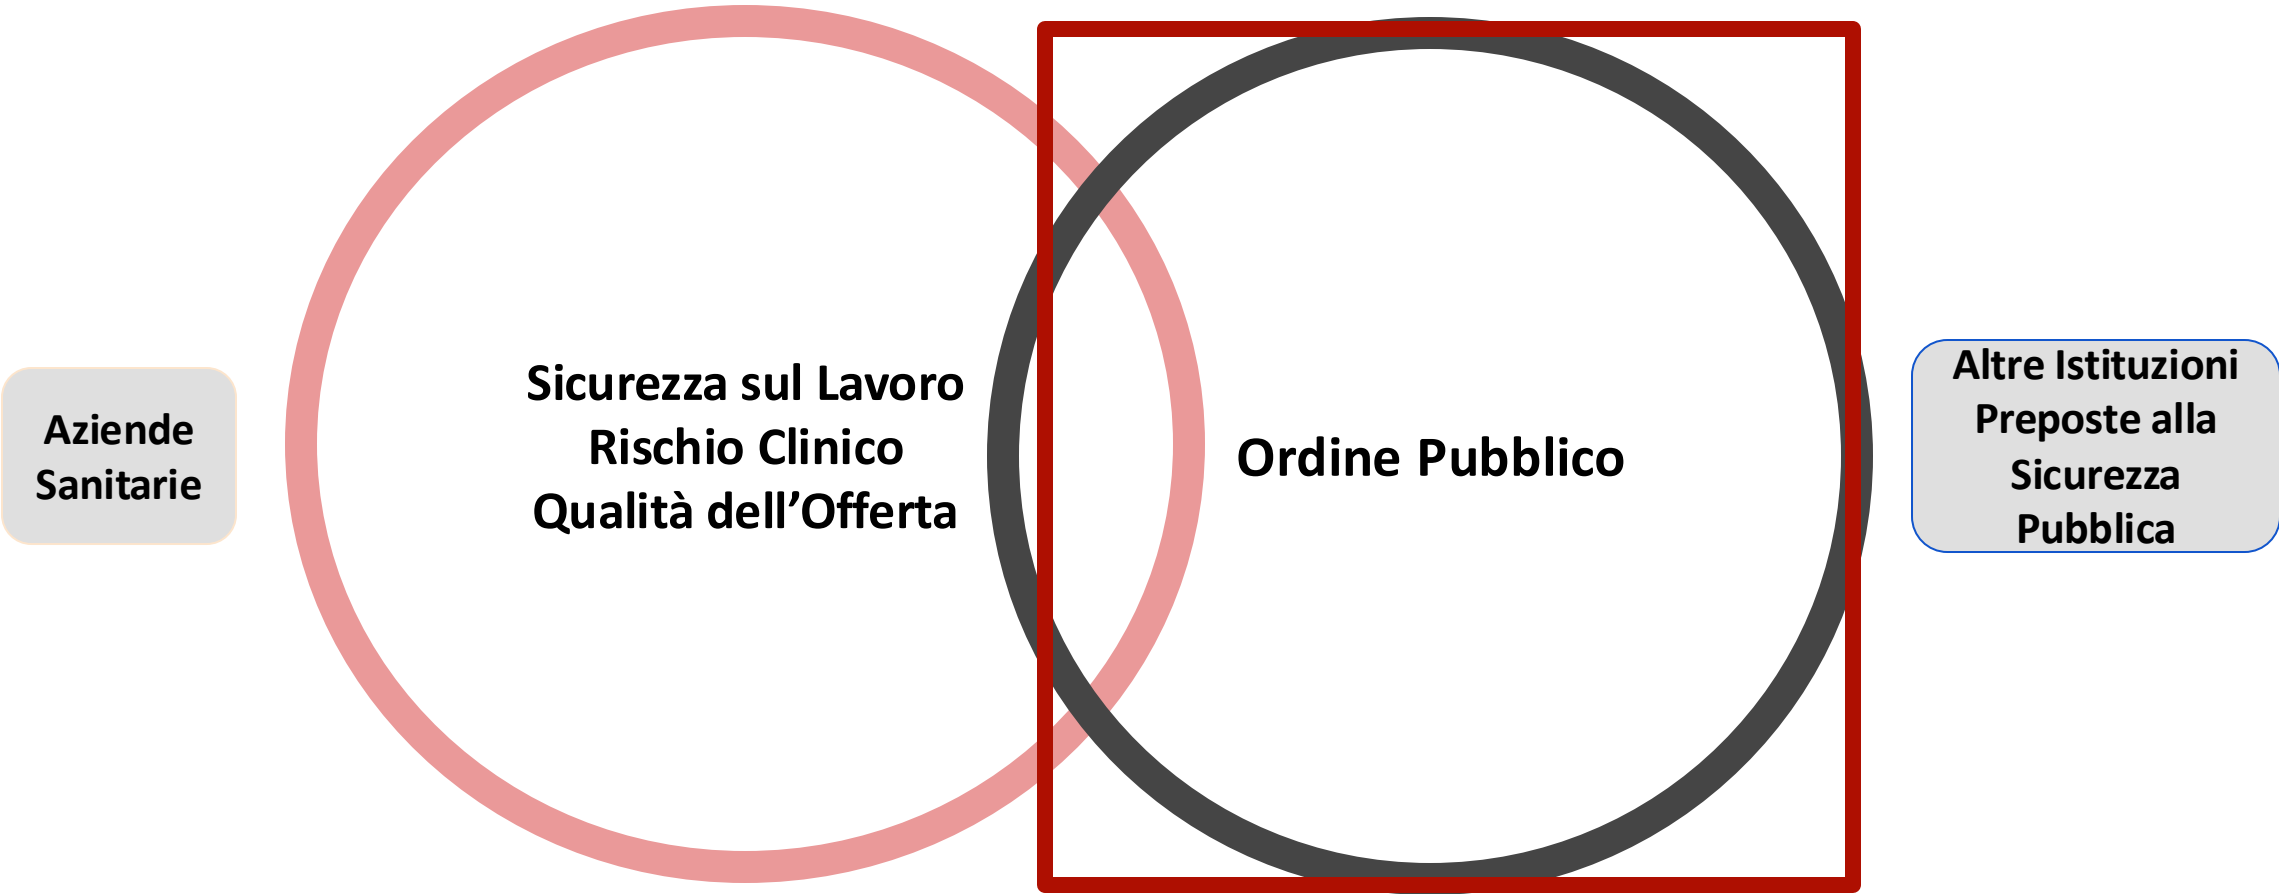 Aziende
Sanitarie
Sicurezza sul Lavoro
Rischio Clinico
Qualità dell’Offerta
Ordine Pubblico
Altre Istituzioni
Preposte alla
Sicurezza
Pubblica